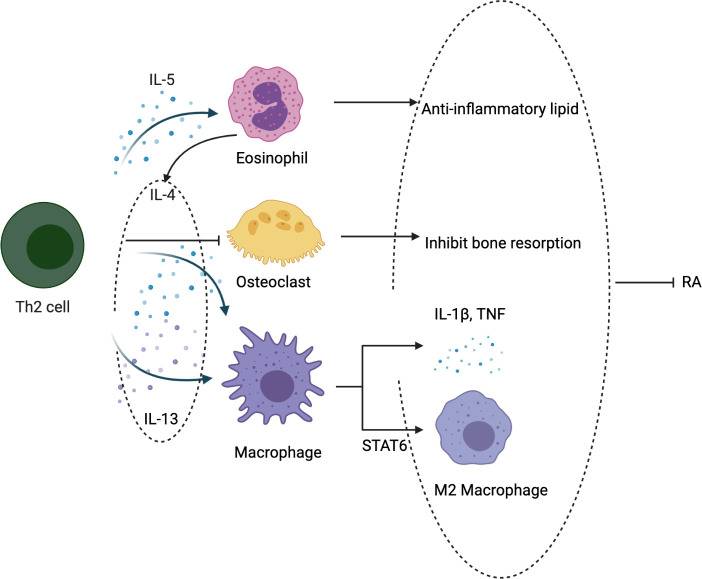 IL-5
Anti-inflammatory lipid
Eosinophil
IL-4
Inhibit bone resorption
Osteoclast
RA
Th2 cell
IL-1β, TNF
IL-13
STAT6
Macrophage
M2 Macrophage